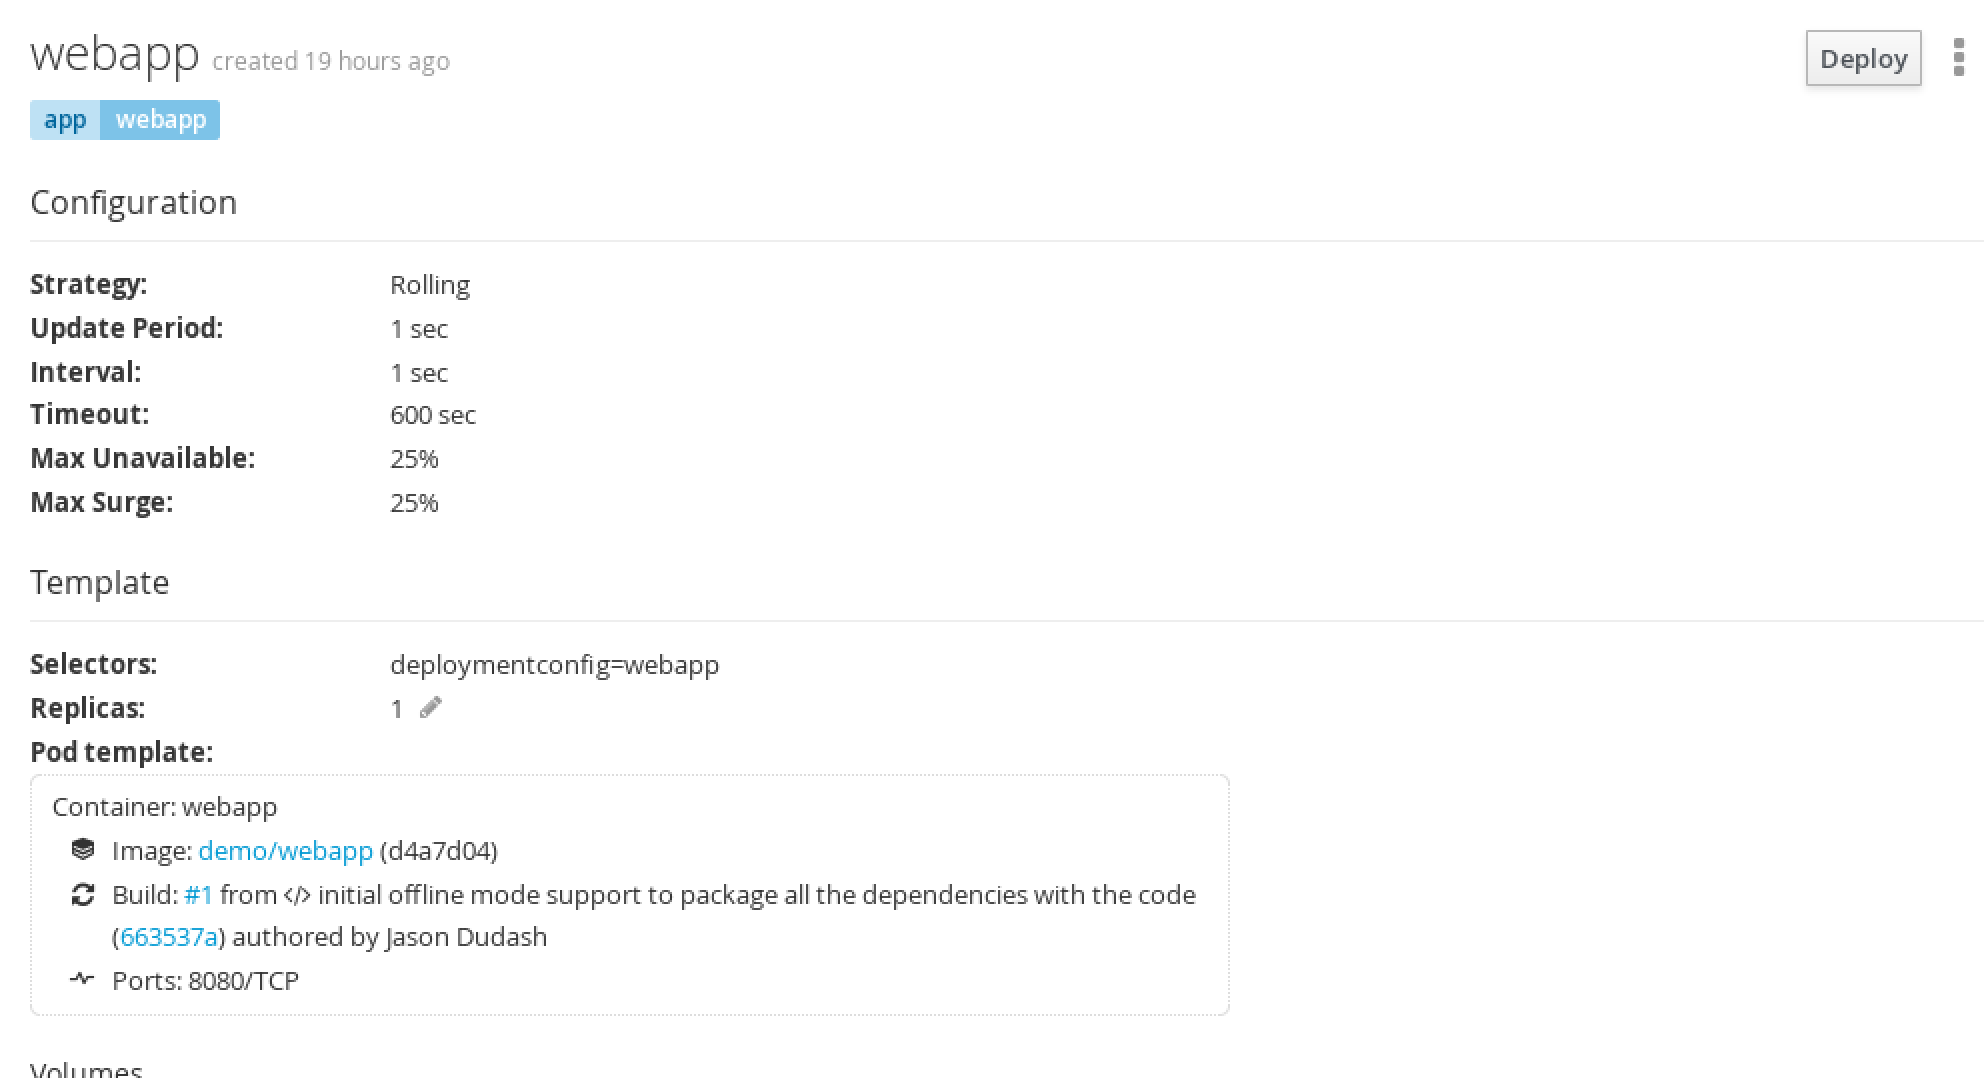 webapp created 19 hours ago
Deploy
app webapp
Configuration
Strategy: Rolling
Update Period: 1 sec
Interval: 1 sec
Timeout: 600 sec
Max Unavailable: 25%
Max Surge: 25%
Template
Selectors: deploymentconfig=webapp
Replicas: 1
Pod template:
Container: webapp
Image: demo/webapp (d4a7d04)
Build: #1 from </> initial offline mode support to package all the dependencies with the code
(663537a) authored by Jason Dudash
Ports: 8080/TCP
Volumes